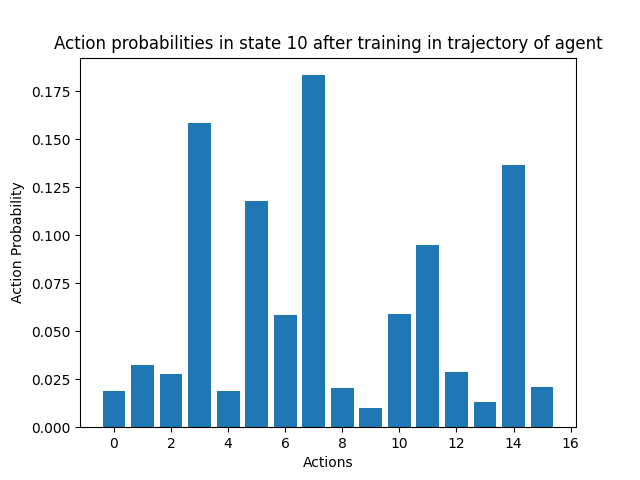 Action probabilities in state 10 after training in trajectory of agent
0.175
0.150
0.125
0.100
0.075
0.050
0.025
0.000
Action Probability
0 2 4 6 8 10 12 14 16
Actions